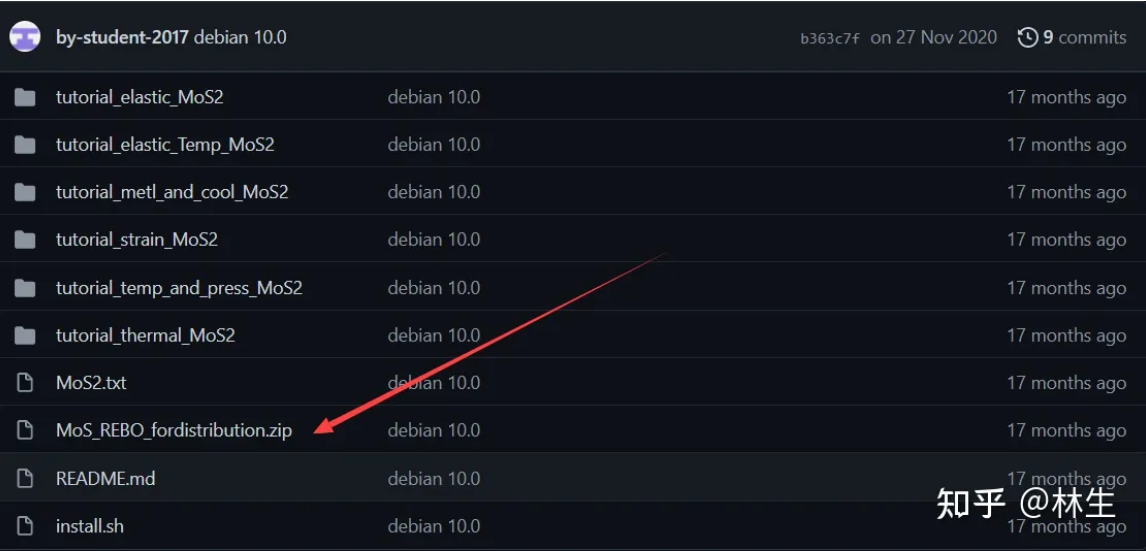 by-student-2017 debian 10.0 b363c7f on 27 Nov 2020 9 commits
tutorial_elastic_MoS2 debian 10.0 17 months ago
tutorial_elastic_Temp_MoS2 debian 10.0 17 months ago
tutorial_metl_and_cool_MoS2 debian 10.0 17 months ago
tutorial_strain_MoS2 debian 10.0 17 months ago
tutorial_temp_and_press_MoS2 debian 10.0 17 months ago
tutorial_thermal_MoS2 debian 10.0 17 months ago
MoS2.txt debian 10.0 17 months ago
MoS_REBO_fordistribution.zip debian 10.0 17 months ago
README.md debian 10.0 17 months ago
知乎 @林生
install.sh debian 10.0 17 months ago